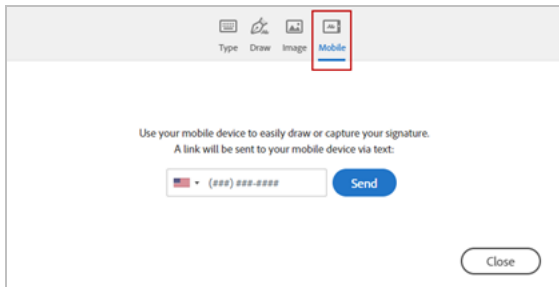 Type Draw Image Mobile
Use your mobile device to easily draw or capture your signature.
A link will be sent to your mobile device via text:
(###) ###-#### Send
Close